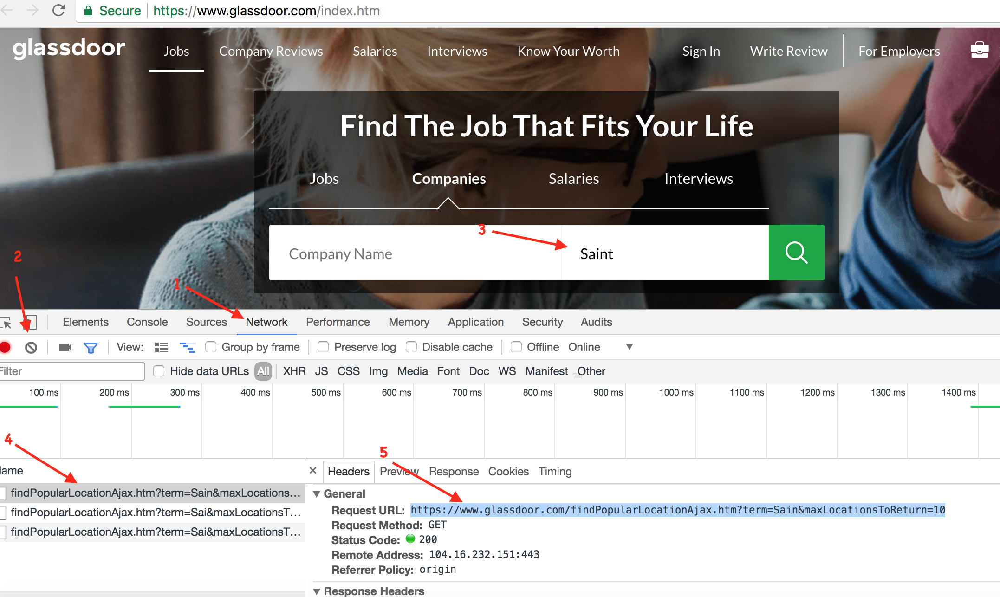 Secure https://www.glassdoor.com/index.htm
glassdoor Jobs Company Reviews Salaries Interviews Know Your Worth Sign In Write Review For Employers
Find The Job That Fits Your Life
Jobs Companies Salaries Interviews
3
Company Name Saint
2
1
Elements Console Sources Network Performance Memory Application Security Audits
View: Group by frame Preserve log Disable cache Offline Online
Filter Hide data URLs All XHR JS CSS Img Media Font Doc WS Manifest Other
100 ms 200 ms 300 ms 400 ms 500 ms 600 ms 700 ms 800 ms 900 ms 1000 ms 1100 ms 1200 ms 1300 ms 1400 ms
4
5
lame × Headers Preview Response Cookies Timing
findPopularLocationAjax.htm?term=Sain&maxLocations...
findPopularLocationAjax.htm?term=Sai&maxLocationsT...
findPopularLocationAjax.htm?term=Sai&maxLocationsT...
General
Request URL: https://www.glassdoor.com/findPopularLocationAjax.htm?term=Sain&maxLocationsToReturn=10
Request Method: GET
Status Code: 200
Remote Address: 104.16.232.151:443
Referrer Policy: origin
Response Headers